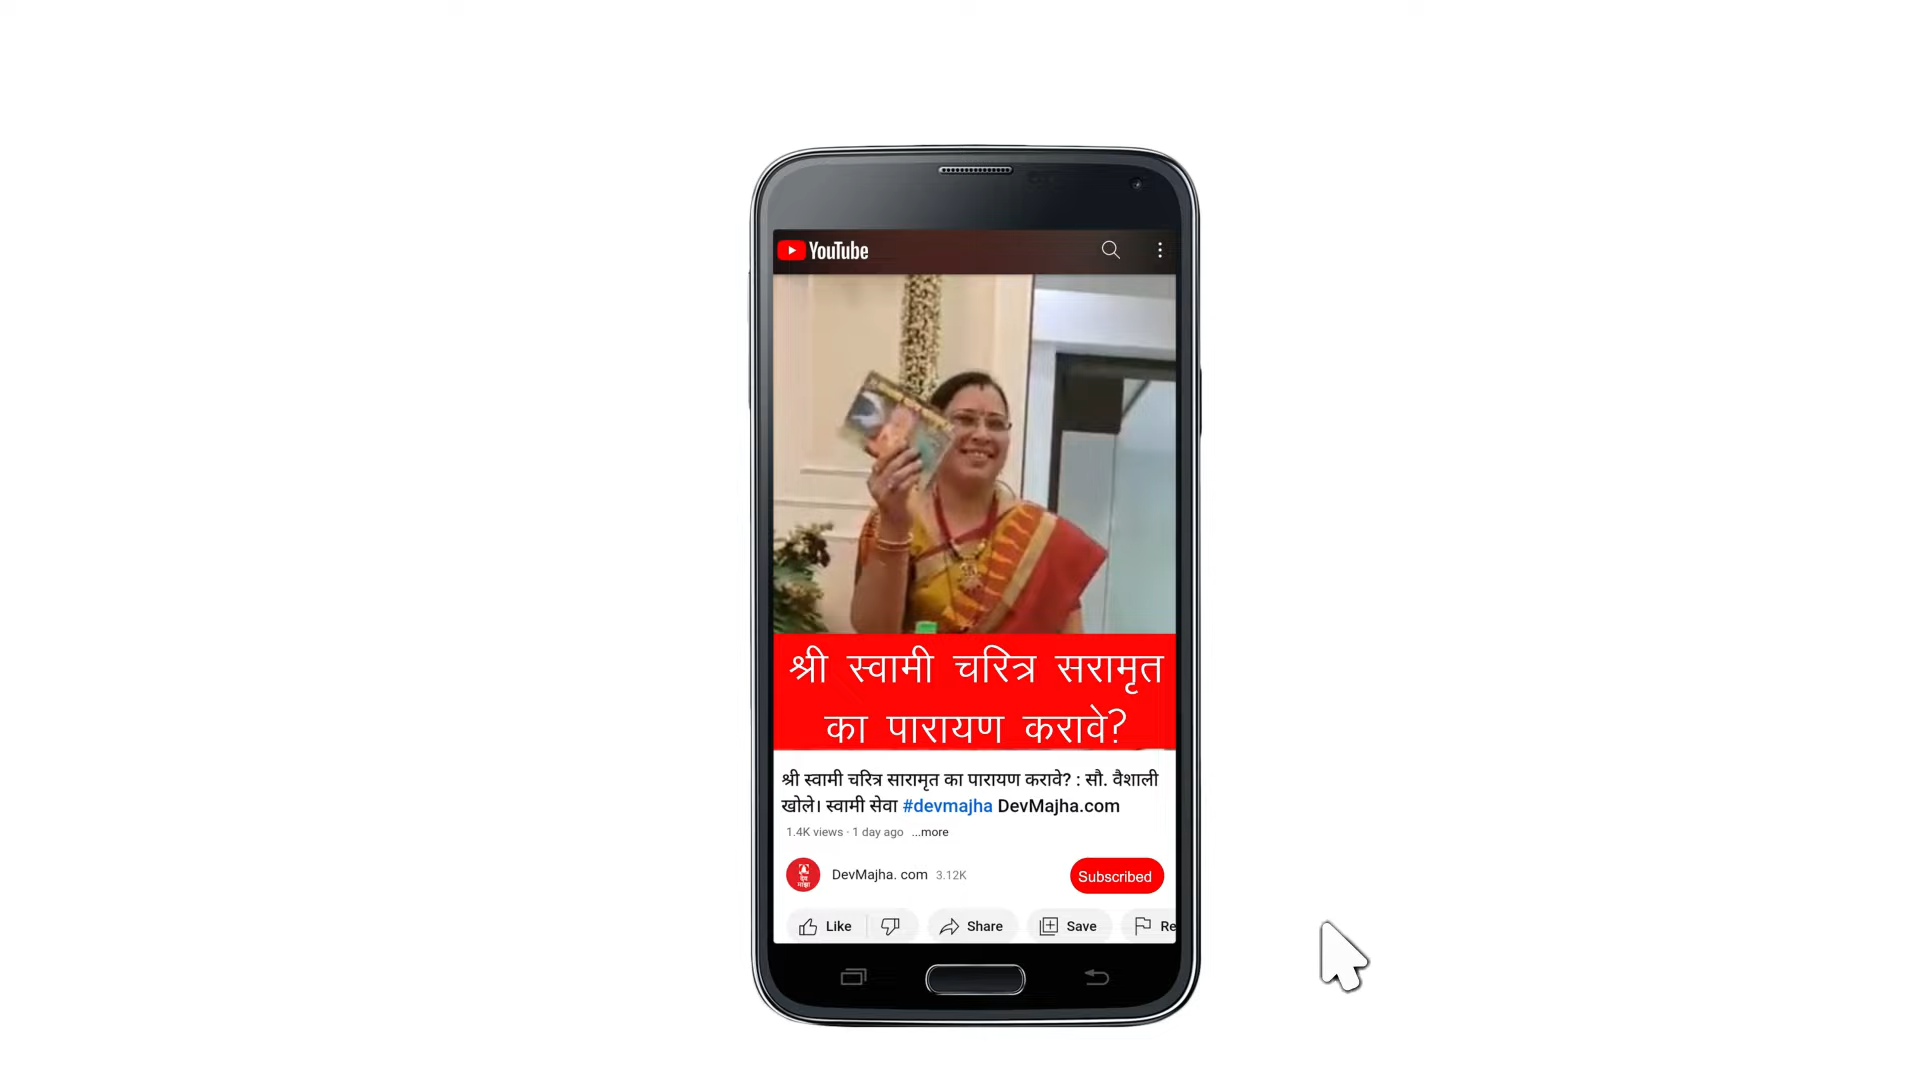 YouTube
श्री स्वामी चरित्र सरामृत
का पारायण करावे?
श्री स्वामी चरित्र सारामृत का पारायण करावे? : सौ. वैशाली
खोले। स्वामी सेवा #devmajha DevMajha.com
1.4K views · 1 day ago ...more
देव
माझा
DevMajha. com 3.12K Subscribed
Like Share Save Re